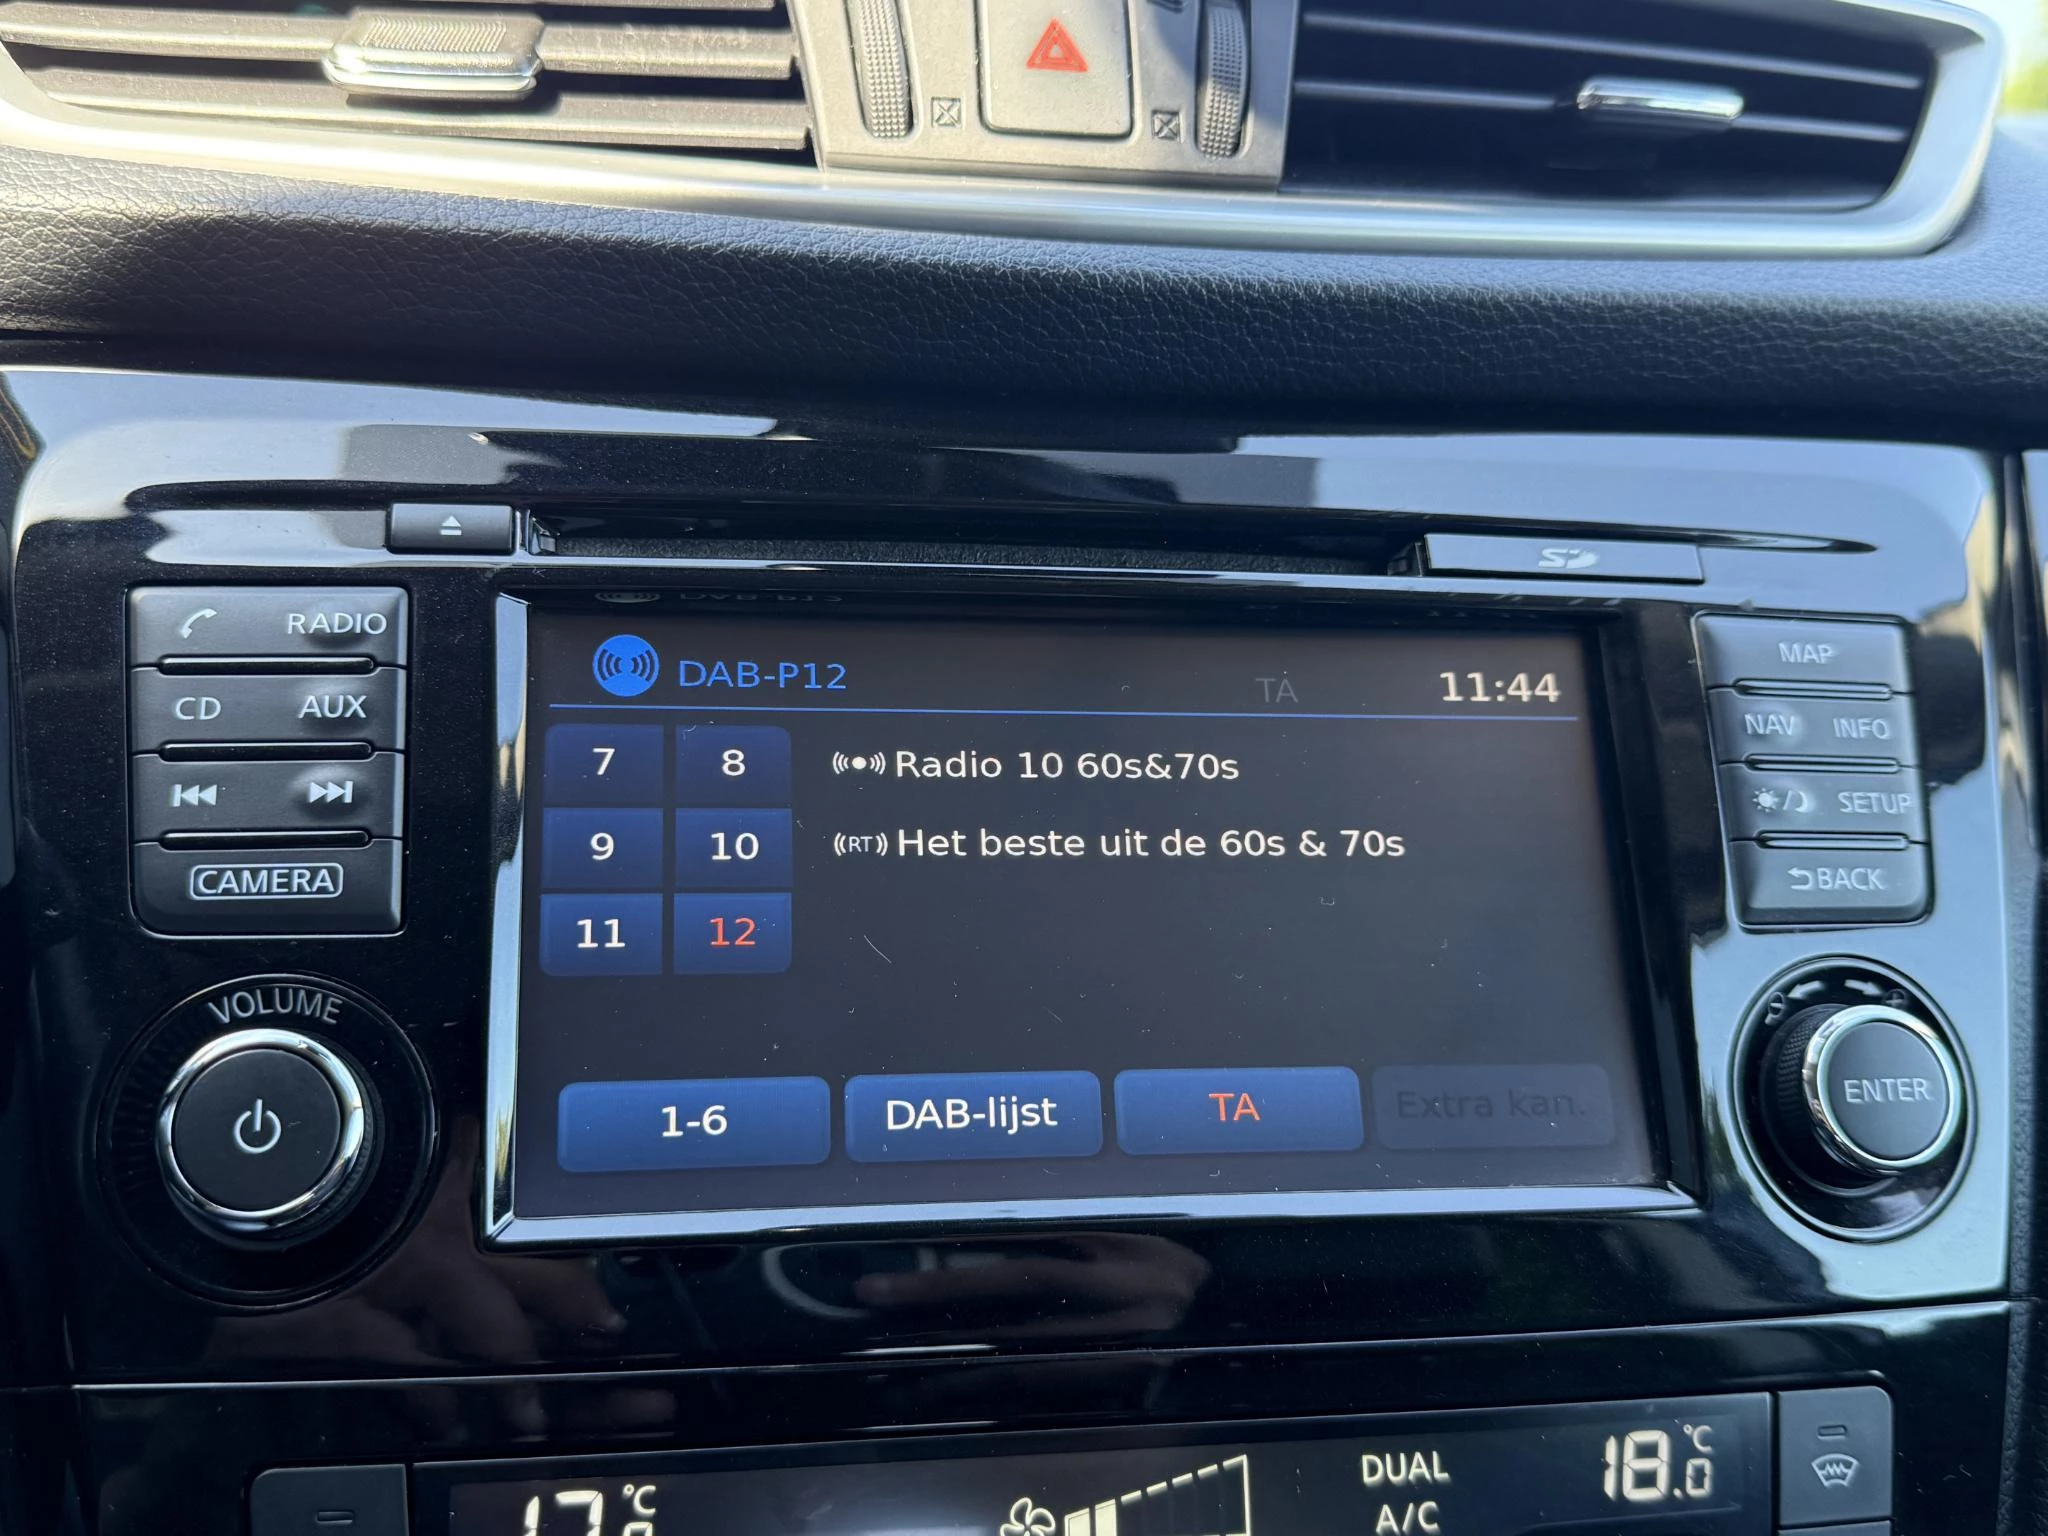 RADIO
CD AUX
CAMERA
VOLUME
SD
DAB-P12 TA 11:44
7 8 Radio 10 60s&70s
9 10 RT Het beste uit de 60s & 70s
11 12
1-6 DAB-lijst TA Extra kan.
MAP
NAV INFO
SETUP
BACK
ENTER
DUAL 18.0 °C
°C A/C